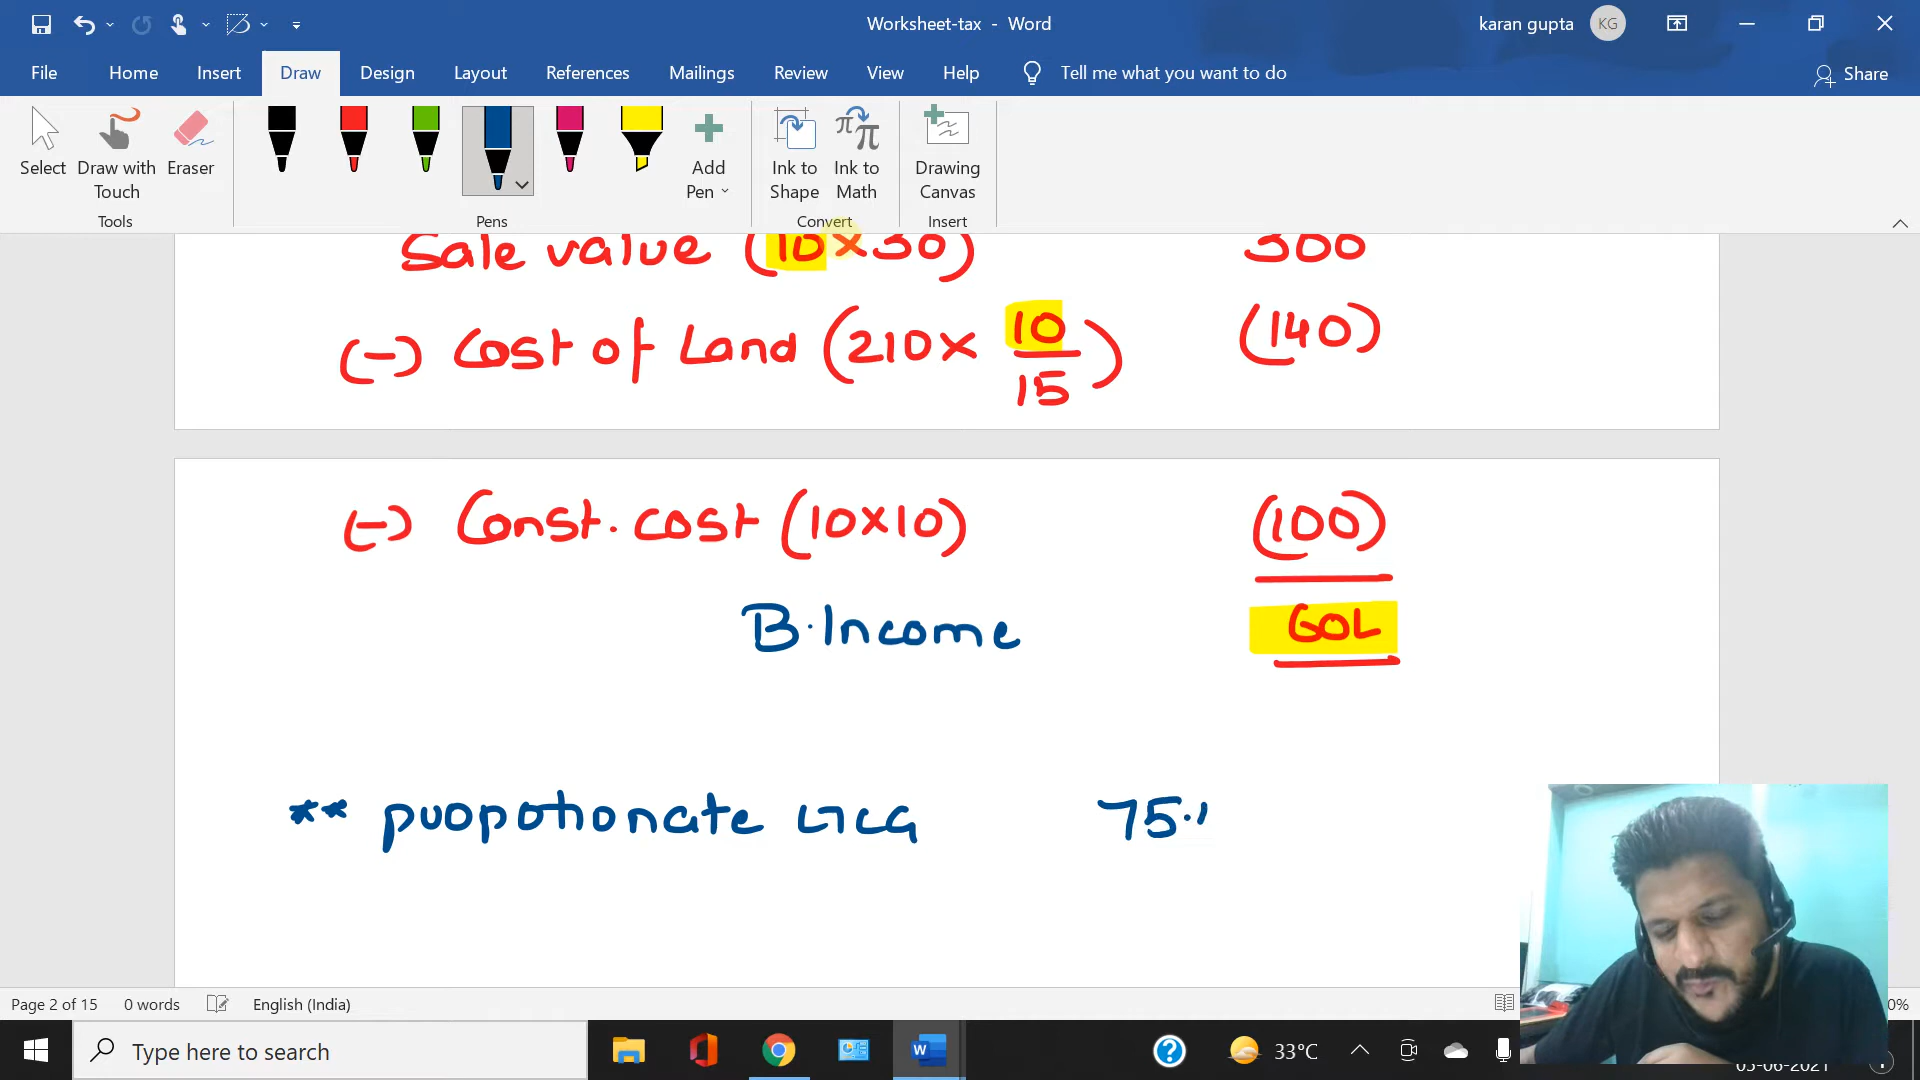 Worksheet-tax - Word
karan gupta KG
File Home Insert Draw Design Layout References Mailings Review View Help Tell me what you want to do Share
Select Draw with Touch Eraser Add Pen Ink to Shape Ink to Math Drawing Canvas
Tools Pens Convert Insert
Sale value (10×30) 300
(-) Cost of Land (210× 10/15) (140)
(-) Const. cost (10×10) (100)
B. Income 60L
** puopotionate LTCG 75.
Page 2 of 15 0 words English (India)
Type here to search 33°C
05-06-2021